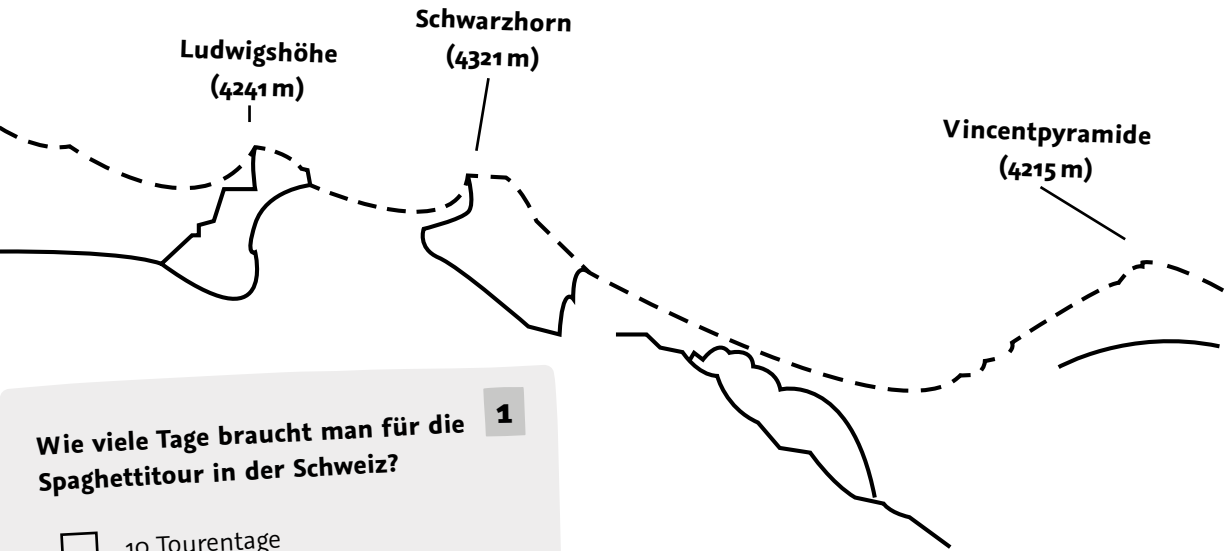 Schwarzhorn
(4321 m)
Ludwigshöhe
(4241 m)
Vincentpyramide
(4215 m)
1
Wie viele Tage braucht man für die
Spaghettitour in der Schweiz?
10 Tourentage